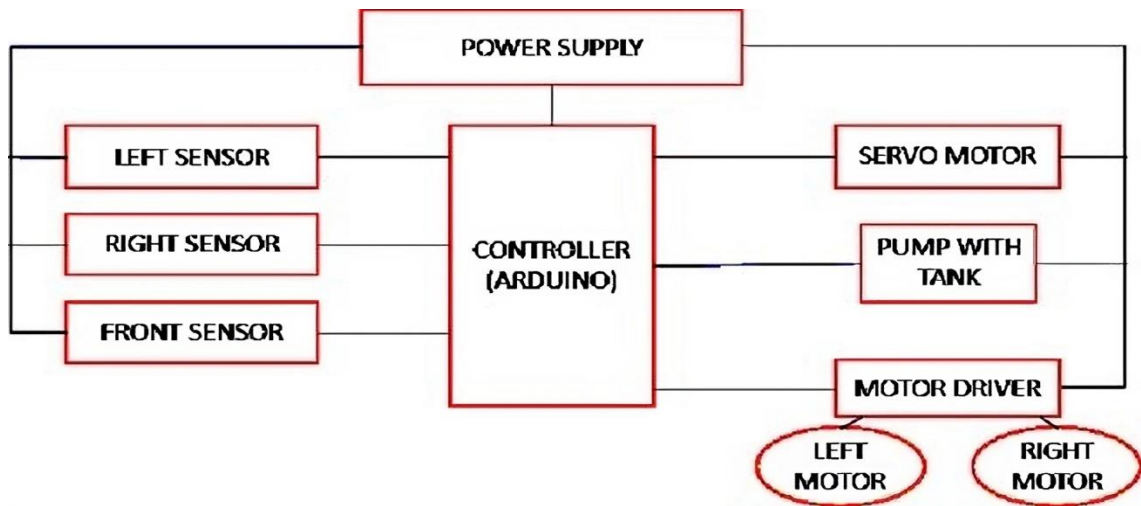 POWER SUPPLY
LEFT SENSOR
RIGHT SENSOR
FRONT SENSOR
CONTROLLER
(ARDUINO)
SERVO MOTOR
PUMP WITH
TANK
MOTOR DRIVER
LEFT
MOTOR
RIGHT
MOTOR